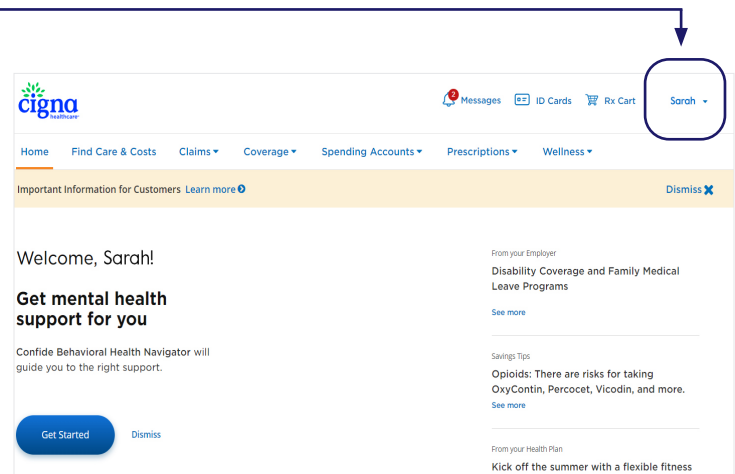 cigna
healthcare
2
Messages ID Cards Rx Cart Sarah
Home Find Care & Costs Claims Coverage Spending Accounts Prescriptions Wellness
Important Information for Customers Learn more Dismiss
Welcome, Sarah!
Get mental health
support for you
Confide Behavioral Health Navigator will
guide you to the right support.
Get Started Dismiss
From your Employer
Disability Coverage and Family Medical
Leave Programs
See more
Savings Tips
Opioids: There are risks for taking
OxyContin, Percocet, Vicodin, and more.
See more
From your Health Plan
Kick off the summer with a flexible fitness